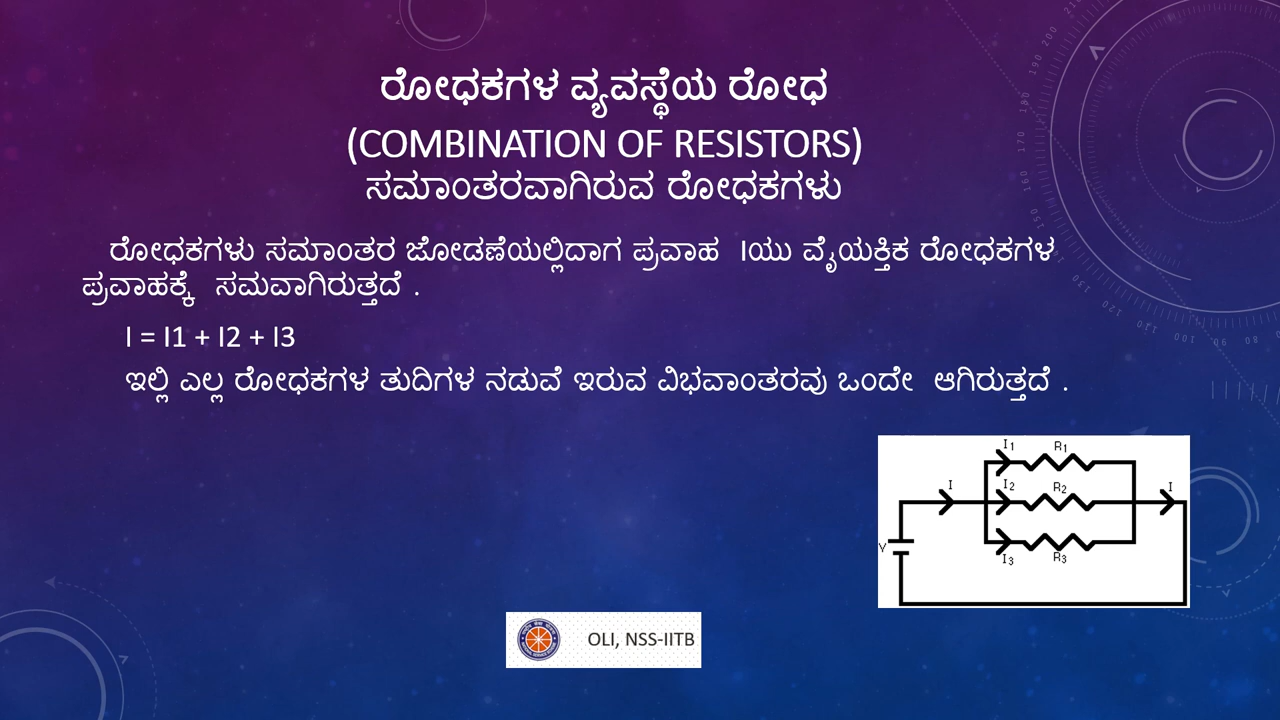 ರೋಧಕಗಳ ವ್ಯವಸ್ಥೆಯ ರೋಧ
(COMBINATION OF RESISTORS)
ಸಮಾಂತರವಾಗಿರುವ ರೋಧಕಗಳು
ರೋಧಕಗಳು ಸಮಾಂತರ ಜೋಡಣೆಯಲ್ಲಿದಾಗ ಪ್ರವಾಹ Iಯು ವೈಯಕ್ತಿಕ ರೋಧಕಗಳ
ಪ್ರವಾಹಕ್ಕೆ ಸಮವಾಗಿರುತ್ತದೆ .
I = I1 + I2 + I3
ಇಲ್ಲಿ ಎಲ್ಲ ರೋಧಕಗಳ ತುದಿಗಳ ನಡುವೆ ಇರುವ ವಿಭವಾಂತರವು ಒಂದೇ ಆಗಿರುತ್ತದೆ .
I1 R1
I I2 R2 I
V I3 R3
OLI, NSS-IITB